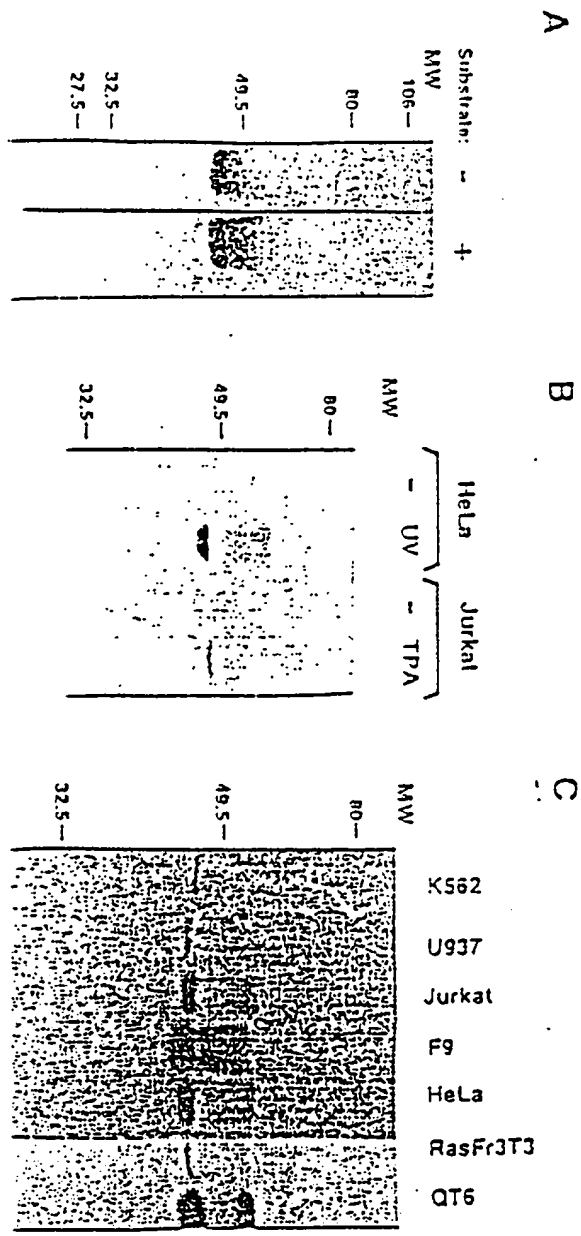 A
Substrate: - +
MW
106—
80—
49.5—
32.5—
27.5—
B
HeLa Jurkat
- UV - TPA
MW
80—
49.5—
32.5—
C
K562
U937
Jurkat
F9
HeLa
RasFr3T3
QT6
MW
80—
49.5—
32.5—